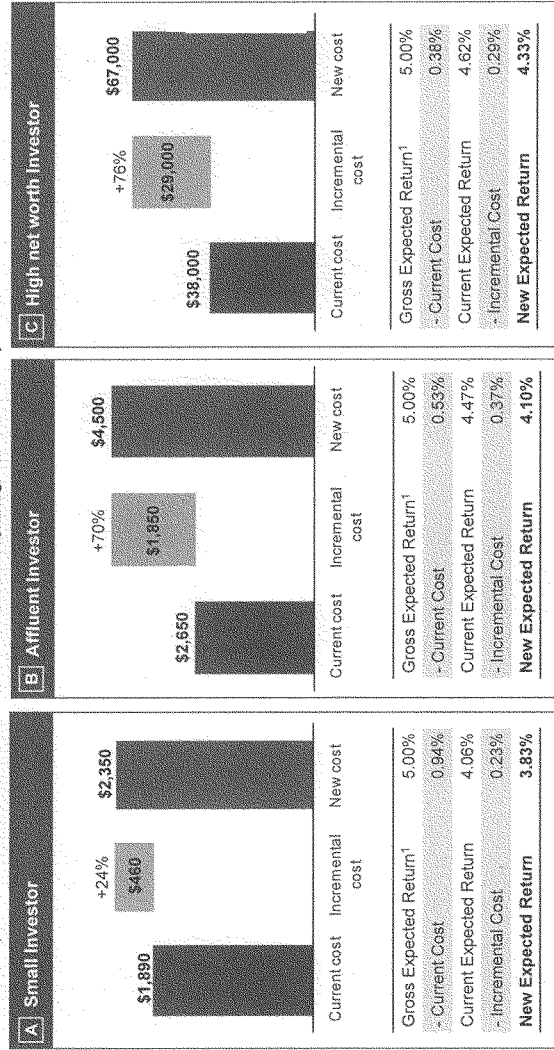 A Small Investor
+24%
$1,890
$460
$2,350
Current cost Incremental cost New cost
Gross Expected Return¹ 5.00%
- Current Cost 0.94%
Current Expected Return 4.06%
- Incremental Cost 0.23%
New Expected Return 3.83%
B Affluent Investor
+70%
$2,650
$1,850
$4,500
Current cost Incremental cost New cost
Gross Expected Return¹ 5.00%
- Current Cost 0.53%
Current Expected Return 4.47%
- Incremental Cost 0.37%
New Expected Return 4.10%
C High net worth Investor
+76%
$38,000
$29,000
$67,000
Current cost Incremental cost New cost
Gross Expected Return¹ 5.00%
- Current Cost 0.38%
Current Expected Return 4.62%
- Incremental Cost 0.29%
New Expected Return 4.33%